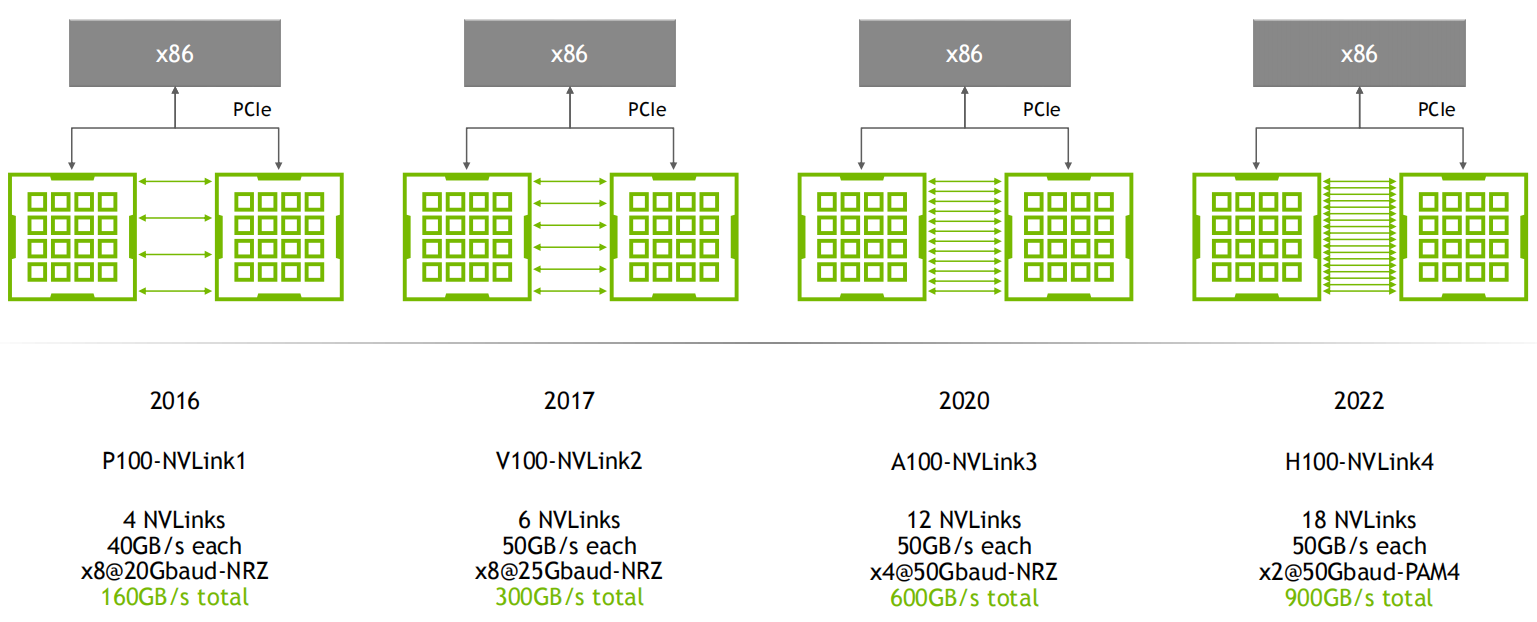 x86
PCIe
x86
PCIe
x86
PCIe
x86
PCIe
2016
P100-NVLink1
4 NVLinks
40GB/s each
x8@20Gbaud-NRZ
160GB/s total
2017
V100-NVLink2
6 NVLinks
50GB/s each
x8@25Gbaud-NRZ
300GB/s total
2020
A100-NVLink3
12 NVLinks
50GB/s each
x4@50Gbaud-NRZ
600GB/s total
2022
H100-NVLink4
18 NVLinks
50GB/s each
x2@50Gbaud-PAM4
900GB/s total